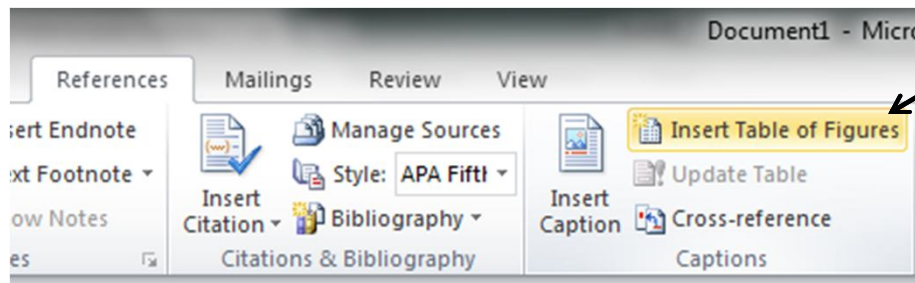 Document1 - Micro
References Mailings Review View
sert Endnote
ext Footnote
ow Notes
es
Insert
Citation
Manage Sources
Style: APA Fifth
Bibliography
Citations & Bibliography
Insert
Caption
Insert Table of Figures
Update Table
Cross-reference
Captions